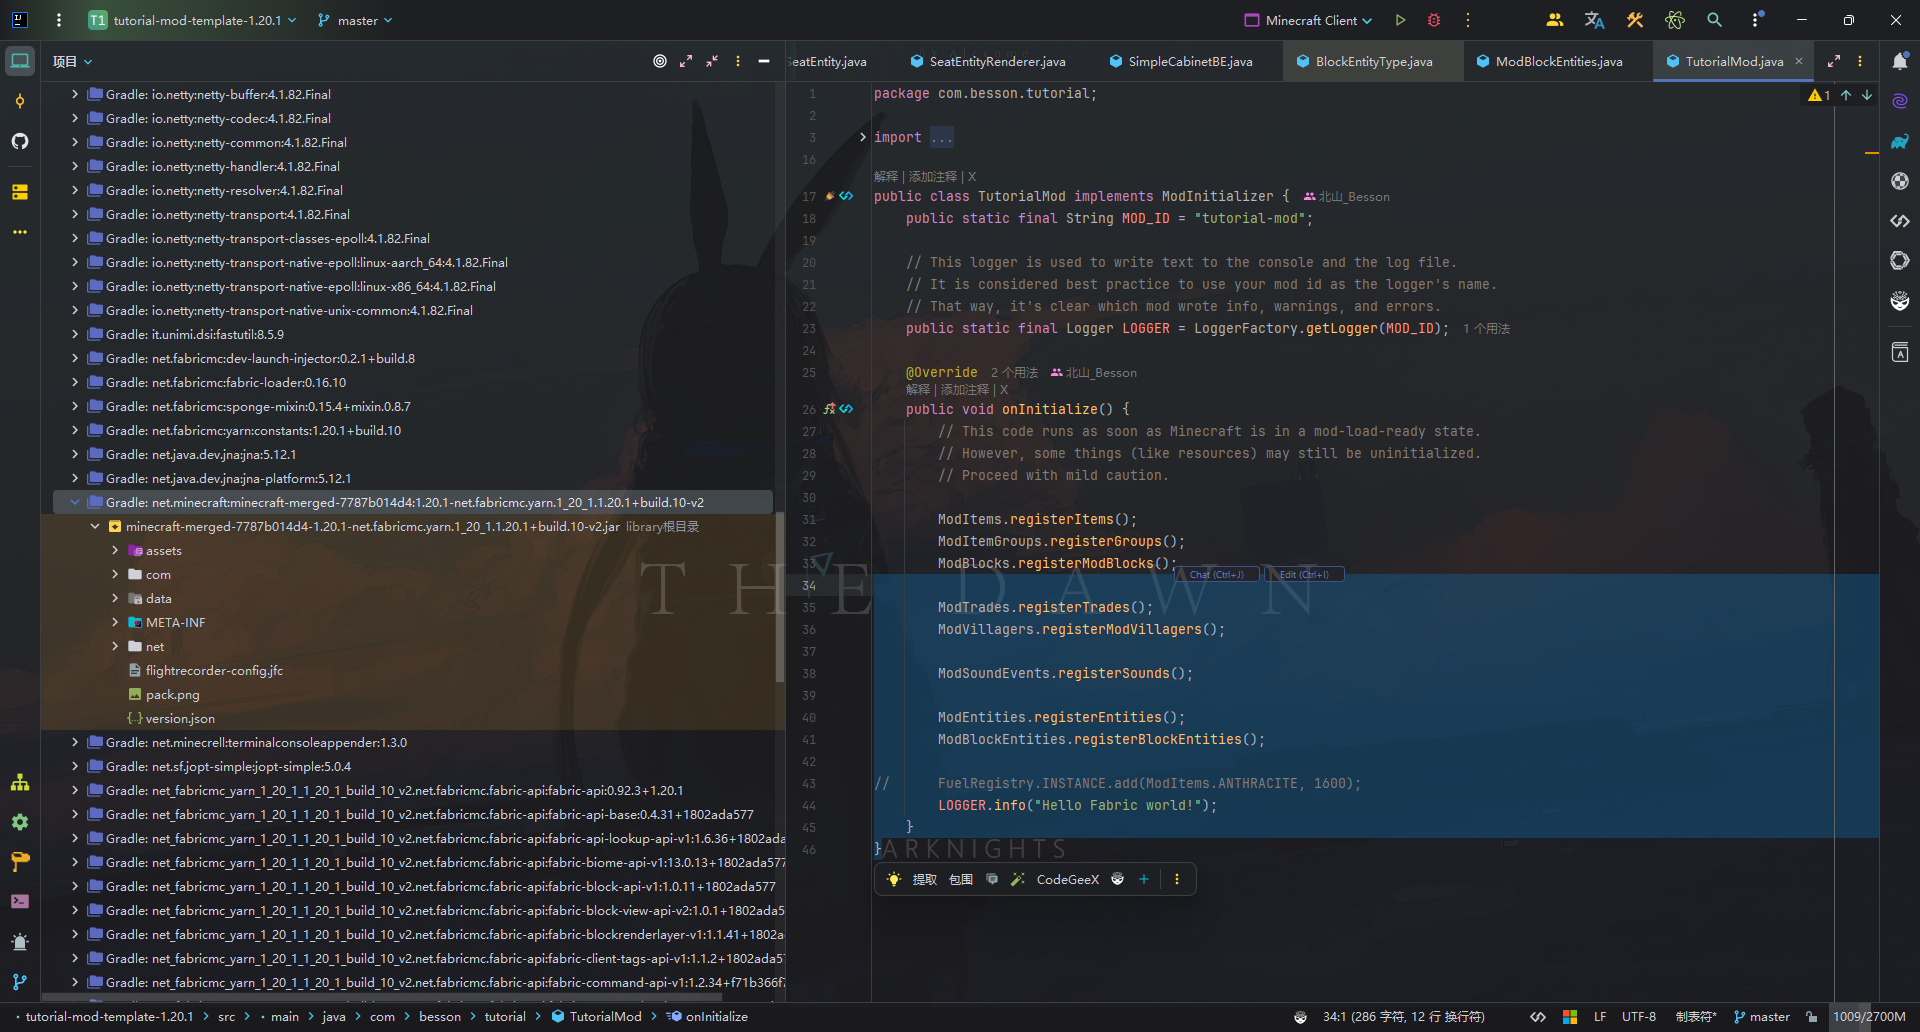 T1 tutorial-mod-template-1.20.1 master Minecraft Client
项目
SeatEntityRenderer.java SimpleCabinetBE.java BlockEntityType.java ModBlockEntities.java TutorialMod.java
Gradle: io.netty:netty-buffer:4.1.82.Final
Gradle: io.netty:netty-codec:4.1.82.Final
Gradle: io.netty:netty-common:4.1.82.Final
Gradle: io.netty:netty-handler:4.1.82.Final
Gradle: io.netty:netty-resolver:4.1.82.Final
Gradle: io.netty:netty-transport:4.1.82.Final
Gradle: io.netty:netty-transport-classes-epoll:4.1.82.Final
Gradle: io.netty:netty-transport-native-epoll:linux-aarch_64:4.1.82.Final
Gradle: io.netty:netty-transport-native-epoll:linux-x86_64:4.1.82.Final
Gradle: io.netty:netty-transport-native-unix-common:4.1.82.Final
Gradle: it.unimi.dsi:fastutil:8.5.9
Gradle: net.fabricmc:dev-launch-injector:0.2.1+build.8
Gradle: net.fabricmc:fabric-loader:0.16.10
Gradle: net.fabricmc:sponge-mixin:0.15.4+mixin.0.8.7
Gradle: net.fabricmc:yarn:constants:1.20.1+build.10
Gradle: net.java.dev.jna:jna:5.12.1
Gradle: net.java.dev.jna:jna-platform:5.12.1
Gradle: net.minecraft:minecraft-merged-7787b014d4:1.20.1-net.fabricmc.yarn.1_20_1.1.20.1+build.10-v2
minecraft-merged-7787b014d4-1.20.1-net.fabricmc.yarn.1_20_1.1.20.1+build.10-v2.jar library根目录
assets
com
data
META-INF
net
flightrecorder-config.jfc
pack.png
version.json
Gradle: net.minecrell:terminalconsoleappender:1.3.0
Gradle: net.sf.jopt-simple:jopt-simple:5.0.4
Gradle: net_fabricmc_yarn_1_20_1_1_20_1_build_10_v2.net.fabricmc.fabric-api:fabric-api:0.92.3+1.20.1
Gradle: net_fabricmc_yarn_1_20_1_1_20_1_build_10_v2.net.fabricmc.fabric-api:fabric-api-base:0.4.31+1802ada577
Gradle: net_fabricmc_yarn_1_20_1_1_20_1_build_10_v2.net.fabricmc.fabric-api:fabric-api-lookup-api-v1:1.6.36+1802ada
Gradle: net_fabricmc_yarn_1_20_1_1_20_1_build_10_v2.net.fabricmc.fabric-api:fabric-biome-api-v1:13.0.13+1802ada577
Gradle: net_fabricmc_yarn_1_20_1_1_20_1_build_10_v2.net.fabricmc.fabric-api:fabric-block-api-v1:1.0.11+1802ada577
Gradle: net_fabricmc_yarn_1_20_1_1_20_1_build_10_v2.net.fabricmc.fabric-api:fabric-block-view-api-v2:1.0.1+1802ada5
Gradle: net_fabricmc_yarn_1_20_1_1_20_1_build_10_v2.net.fabricmc.fabric-api:fabric-blockrenderlayer-v1:1.1.41+1802a
Gradle: net_fabricmc_yarn_1_20_1_1_20_1_build_10_v2.net.fabricmc.fabric-api:fabric-client-tags-api-v1:1.1.2+1802ada5
Gradle: net_fabricmc_yarn_1_20_1_1_20_1_build_10_v2.net.fabricmc.fabric-api:fabric-command-api-v1:1.2.34+f71b366f
1 package com.besson.tutorial;
2
3 import ...
16
解释 | 添加注释 | X
17 public class TutorialMod implements ModInitializer { 北山_Besson
18 public static final String MOD_ID = "tutorial-mod";
19
20 // This logger is used to write text to the console and the log file.
21 // It is considered best practice to use your mod id as the logger's name.
22 // That way, it's clear which mod wrote info, warnings, and errors.
23 public static final Logger LOGGER = LoggerFactory.getLogger(MOD_ID); 1 个用法
24
25 @Override 2 个用法 北山_Besson
解释 | 添加注释 | X
26 public void onInitialize() {
27 // This code runs as soon as Minecraft is in a mod-load-ready state.
28 // However, some things (like resources) may still be uninitialized.
29 // Proceed with mild caution.
30
31 ModItems.registerItems();
32 ModItemGroups.registerGroups();
33 ModBlocks.registerModBlocks();
Chat (Ctrl+J) Edit (Ctrl+I)
34
35 ModTrades.registerTrades();
36 ModVillagers.registerModVillagers();
37
38 ModSoundEvents.registerSounds();
39
40 ModEntities.registerEntities();
41 ModBlockEntities.registerBlockEntities();
42
43 // FuelRegistry.INSTANCE.add(ModItems.ANTHRACITE, 1600);
44 LOGGER.info("Hello Fabric world!");
45 }
46 }
1
THE DAWN
ARKNIGHTS
提取 包围 CodeGeeX
tutorial-mod-template-1.20.1 src main java com besson tutorial TutorialMod onInitialize
34:1 (286 字符, 12 行 换行符) LF UTF-8 制表符* master 1009/2700M